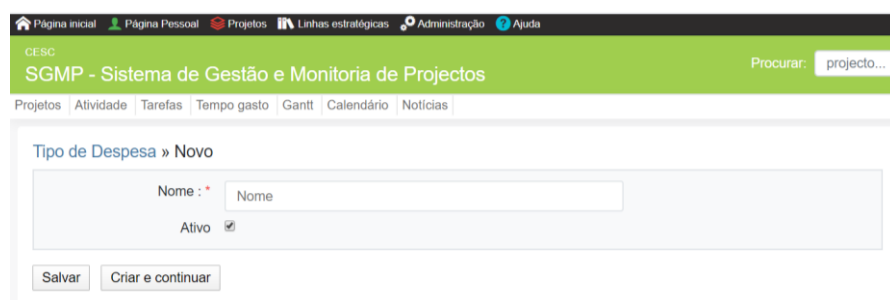 Página inicial Página Pessoal Projetos Linhas estratégicas Administração Ajuda
CESC
SGMP - Sistema de Gestão e Monitoria de Projectos
Procurar: projecto...
Projetos Atividade Tarefas Tempo gasto Gantt Calendário Notícias
Tipo de Despesa » Novo
Nome : * Nome
Ativo
Salvar Criar e continuar